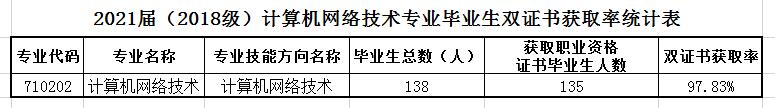 2021届（2018级）计算机网络技术专业毕业生双证书获取率统计表
专业代码 专业名称 专业技能方向名称 毕业生总数（人） 获取职业资格 双证书获取率
证书毕业生人数
710202 计算机网络技术 计算机网络技术 138 135 97.83%